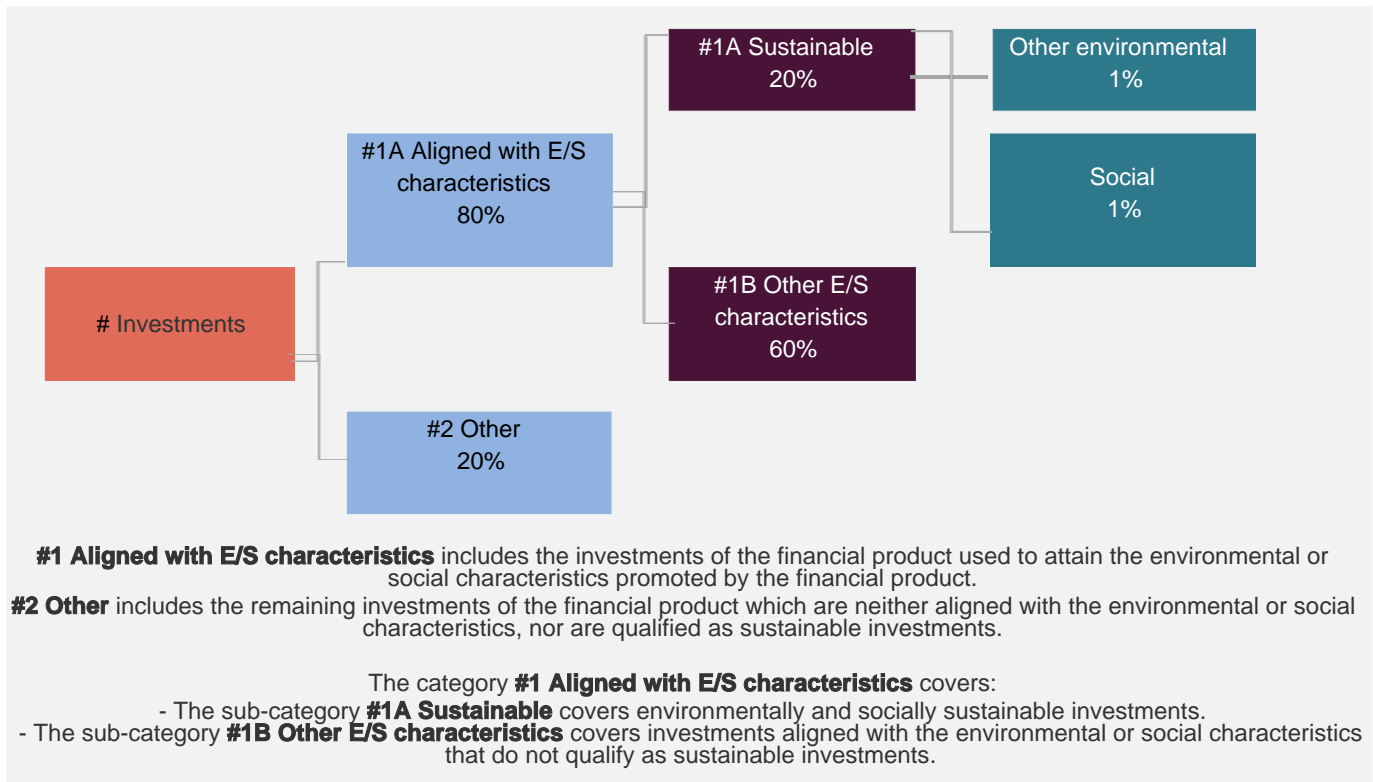 #1A Sustainable
20%
Other environmental
1%
#1A Aligned with E/S
characteristics
80%
Social
1%
# Investments
#1B Other E/S
characteristics
60%
#2 Other
20%
#1 Aligned with E/S characteristics includes the investments of the financial product used to attain the environmental or
social characteristics promoted by the financial product.
#2 Other includes the remaining investments of the financial product which are neither aligned with the environmental or social
characteristics, nor are qualified as sustainable investments.
The category #1 Aligned with E/S characteristics covers:
- The sub-category #1A Sustainable covers environmentally and socially sustainable investments.
- The sub-category #1B Other E/S characteristics covers investments aligned with the environmental or social characteristics
that do not qualify as sustainable investments.